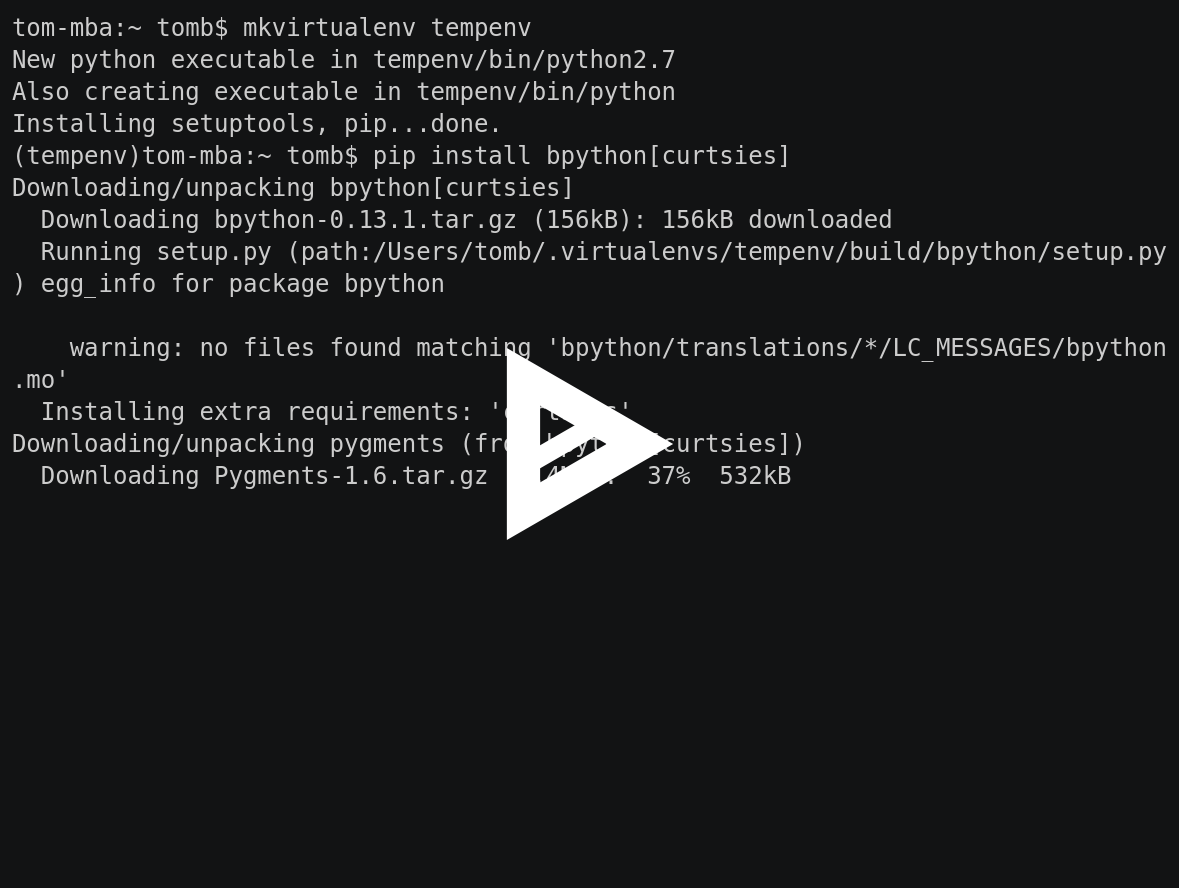 tom-mba:~ tomb$ mkvirtualenv tempenv
New python executable in tempenv/bin/python2.7
Also creating executable in tempenv/bin/python
Installing setuptools, pip...done.
(tempenv)tom-mba:~ tomb$ pip install bpython[curtsies]
Downloading/unpacking bpython[curtsies]
  Downloading bpython-0.13.1.tar.gz (156kB): 156kB downloaded
  Running setup.py (path:/Users/tomb/.virtualenvs/tempenv/build/bpython/setup.py
) egg_info for package bpython

    warning: no files found matching 'bpython/translations/*/LC_MESSAGES/bpython
.mo'
  Installing extra requirements:
Downloading/unpacking pygments curtsies])
  Downloading Pygments-1.6.tar.gz 37%  532kB